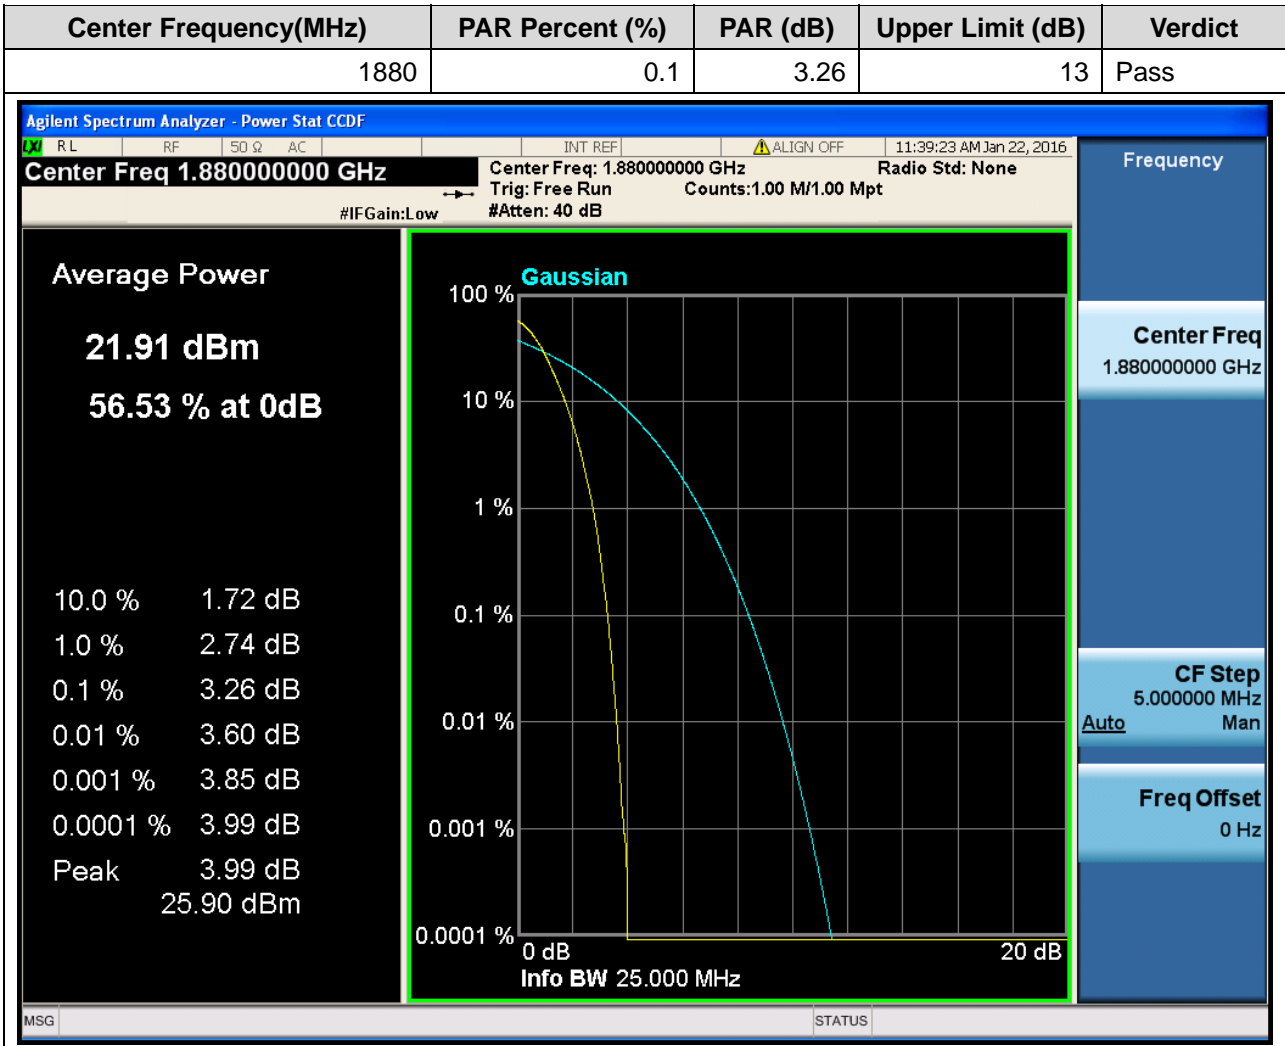 Center Frequency(MHz) PAR Percent (%) PAR (dB) Upper Limit (dB) Verdict
1880 0.1 3.26 13 Pass
Agilent Spectrum Analyzer - Power Stat CCDF
LXI RL RF 50 Ω AC INT REF ALIGN OFF 11:39:23 AM Jan 22, 2016
Center Freq 1.880000000 GHz
Center Freq: 1.880000000 GHz Radio Std: None
Trig: Free Run Counts:1.00 M/1.00 Mpt
#IFGain:Low #Atten: 40 dB
Average Power
21.91 dBm
56.53 % at 0dB
10.0 % 1.72 dB
1.0 % 2.74 dB
0.1 % 3.26 dB
0.01 % 3.60 dB
0.001 % 3.85 dB
0.0001 % 3.99 dB
Peak 3.99 dB
25.90 dBm
Gaussian
100 %
10 %
1 %
0.1 %
0.01 %
0.001 %
0.0001 %
0 dB 20 dB
Info BW 25.000 MHz
Frequency
Center Freq
1.880000000 GHz
CF Step
5.000000 MHz
Auto Man
Freq Offset
0 Hz
MSG STATUS